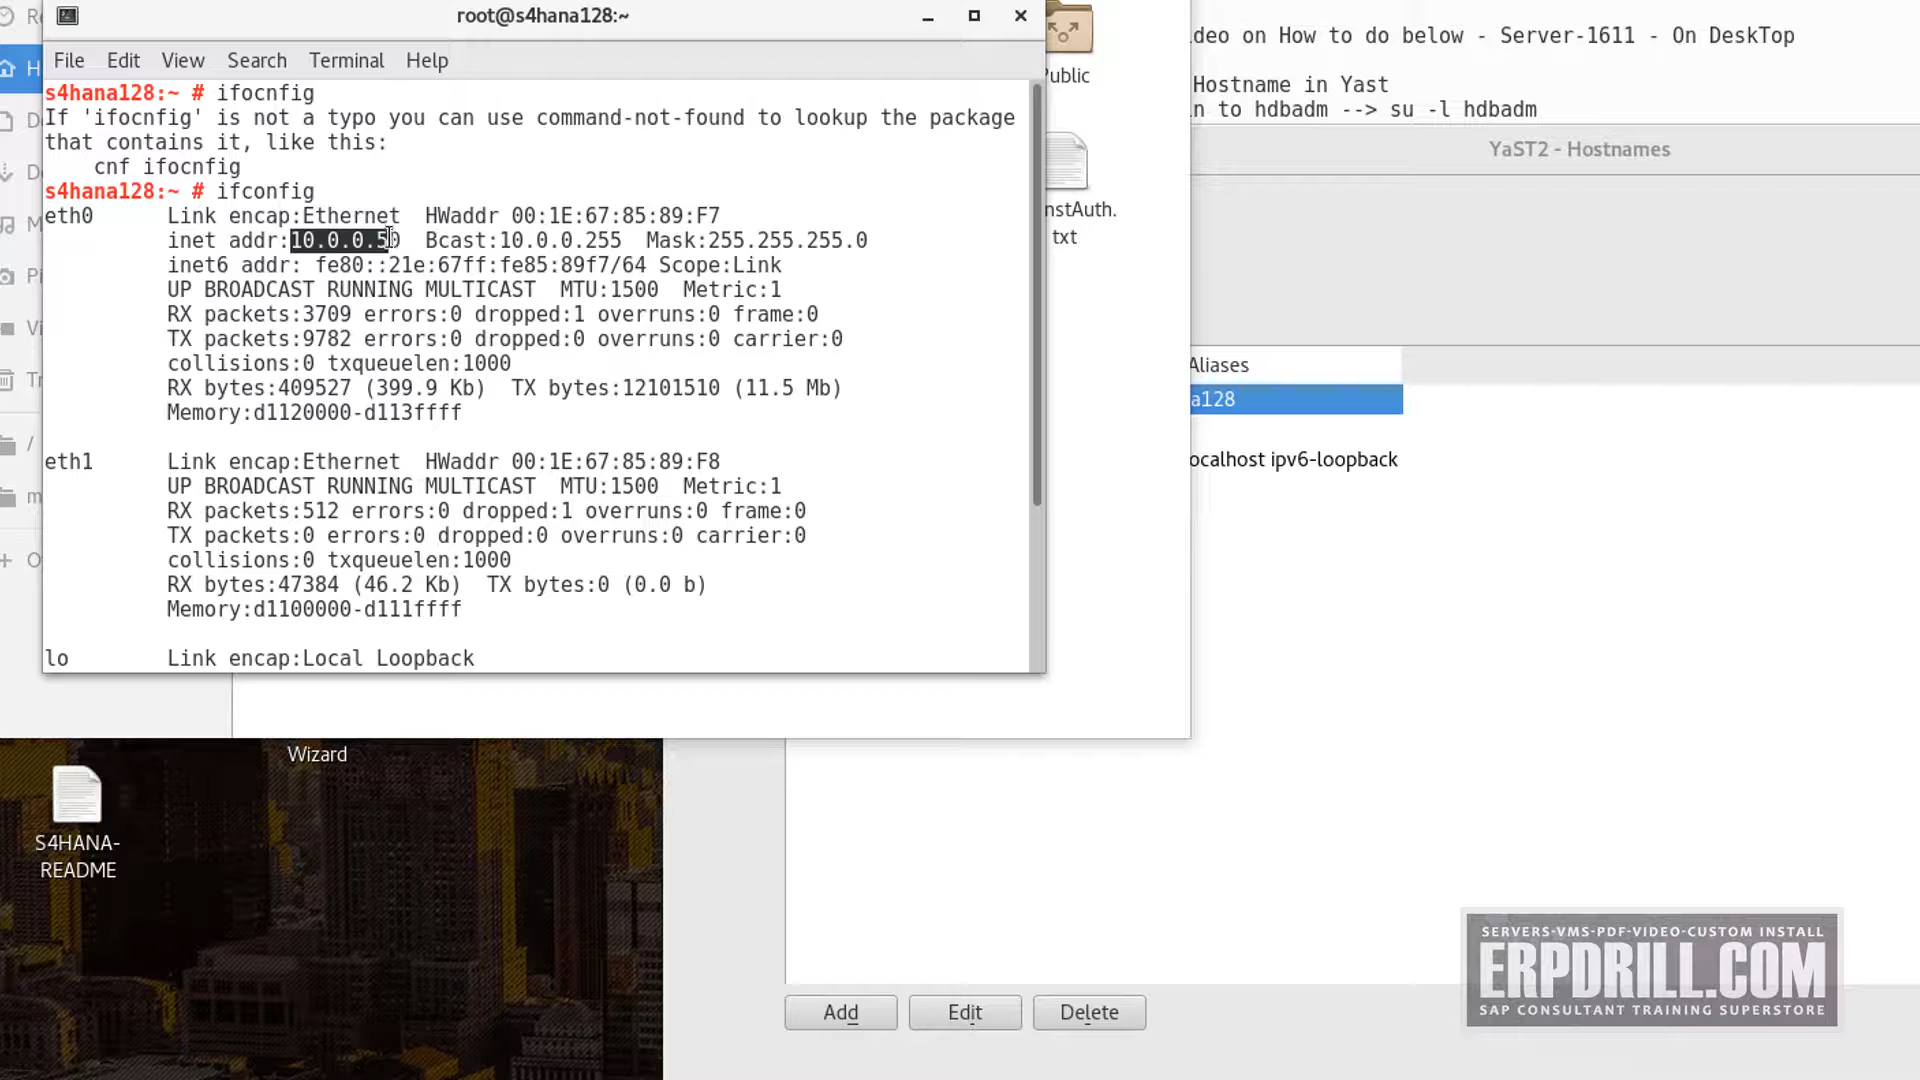 root@s4hana128:~
File Edit View Search Terminal Help
s4hana128:~ # ifocnfig
If 'ifocnfig' is not a typo you can use command-not-found to lookup the package
that contains it, like this:
    cnf ifocnfig
s4hana128:~ # ifconfig
eth0      Link encap:Ethernet  HWaddr 00:1E:67:85:89:F7
          inet addr:10.0.0.50  Bcast:10.0.0.255  Mask:255.255.255.0
          inet6 addr: fe80::21e:67ff:fe85:89f7/64 Scope:Link
          UP BROADCAST RUNNING MULTICAST  MTU:1500  Metric:1
          RX packets:3709 errors:0 dropped:1 overruns:0 frame:0
          TX packets:9782 errors:0 dropped:0 overruns:0 carrier:0
          collisions:0 txqueuelen:1000
          RX bytes:409527 (399.9 Kb)  TX bytes:12101510 (11.5 Mb)
          Memory:d1120000-d113ffff
eth1      Link encap:Ethernet  HWaddr 00:1E:67:85:89:F8
          UP BROADCAST RUNNING MULTICAST  MTU:1500  Metric:1
          RX packets:512 errors:0 dropped:1 overruns:0 frame:0
          TX packets:0 errors:0 dropped:0 overruns:0 carrier:0
          collisions:0 txqueuelen:1000
          RX bytes:47384 (46.2 Kb)  TX bytes:0 (0.0 b)
          Memory:d1100000-d111ffff
lo        Link encap:Local Loopback
Public
nstAuth.
txt
deo on How to do below - Server-1611 - On DeskTop
Hostname in Yast
n to hdbadm --> su -l hdbadm
YaST2 - Hostnames
Aliases
a128
ocalhost ipv6-loopback
Wizard
S4HANA-
README
Add Edit Delete
SERVERS-VMS-PDF-VIDEO-CUSTOM INSTALL
ERPDRILL.COM
SAP CONSULTANT TRAINING SUPERSTORE